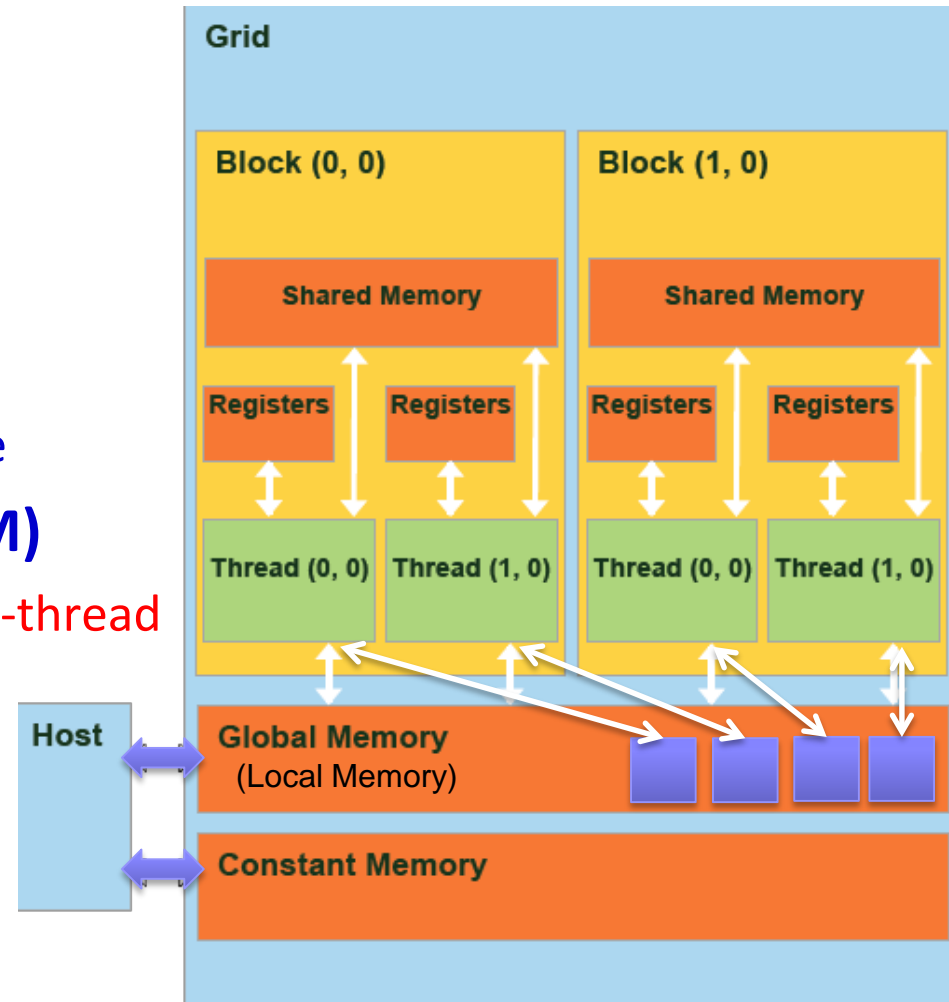 Grid
Block (0, 0)
Block (1, 0)
Shared Memory
Shared Memory
Registers
Registers
Registers
Registers
e
M)
Thread (0, 0)
Thread (1, 0)
Thread (0, 0)
Thread (1, 0)
-thread
Host
Global Memory
(Local Memory)
Constant Memory